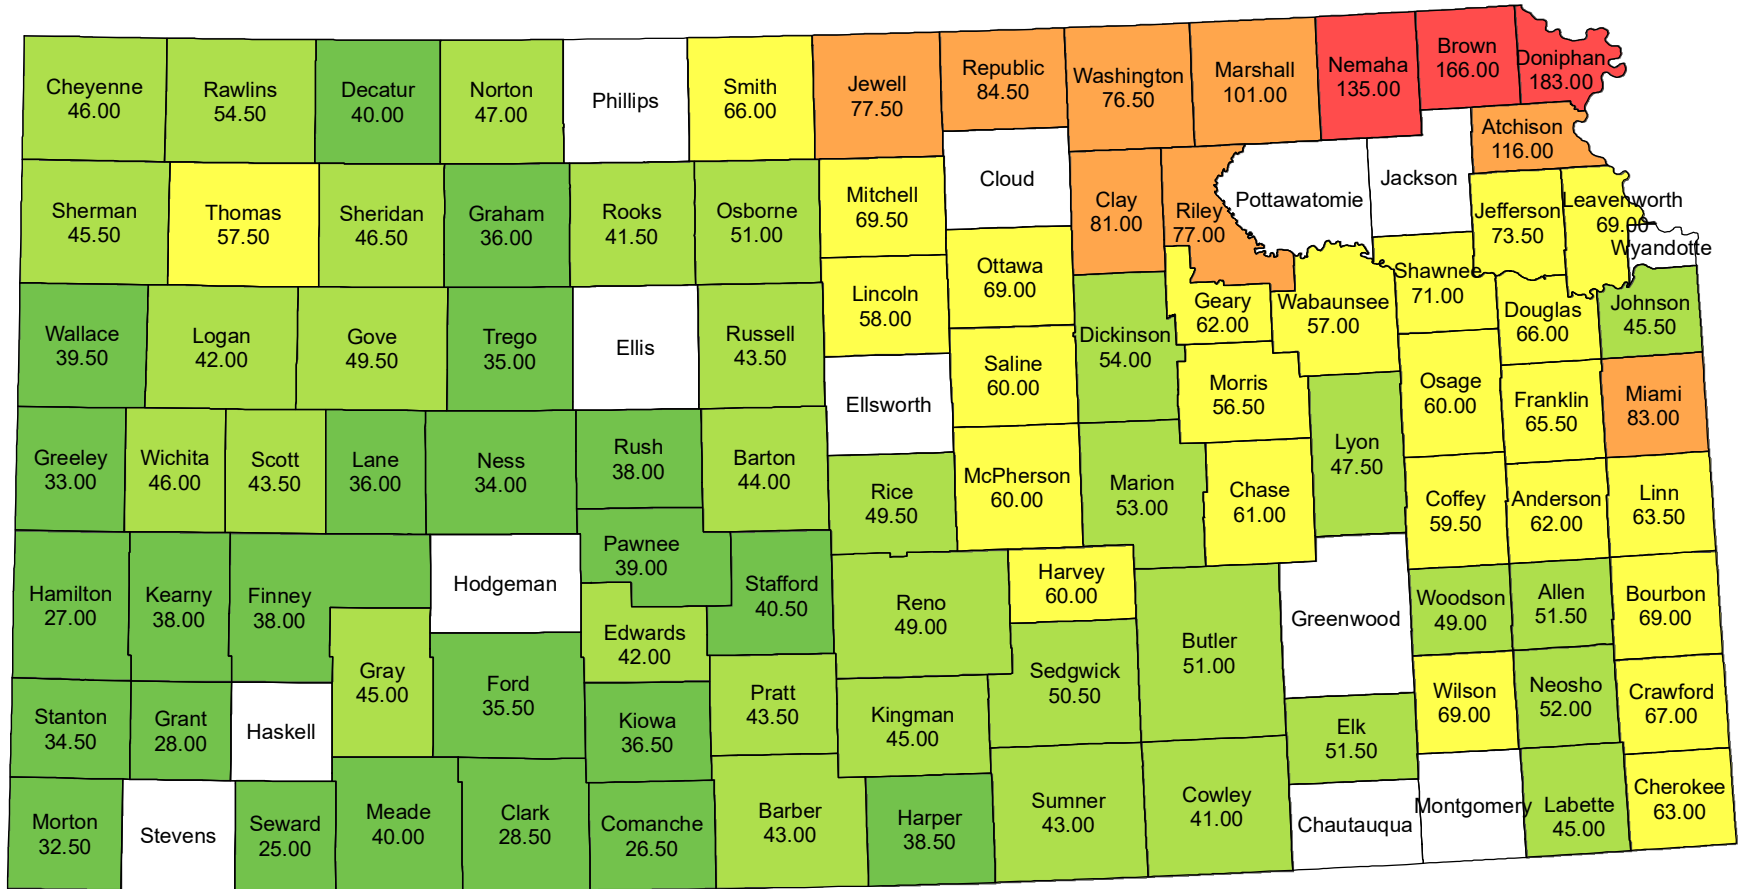 Cheyenne
46.00
Rawlins
54.50
Decatur
40.00
Norton
47.00
Phillips
Smith
66.00
Jewell
77.50
Republic
84.50
Washington
76.50
Marshall
101.00
Nemaha
135.00
Brown
166.00
Doniphan
183.00
Atchison
116.00
Sherman
45.50
Thomas
57.50
Sheridan
46.50
Graham
36.00
Rooks
41.50
Osborne
51.00
Mitchell
69.50
Cloud
Clay
81.00
Riley
77.00
Pottawatomie
Jackson
Jefferson
73.50
Leavenworth
69.00
Wyandotte
Wallace
39.50
Logan
42.00
Gove
49.50
Trego
35.00
Ellis
Russell
43.50
Lincoln
58.00
Ottawa
69.00
Saline
60.00
Dickinson
54.00
Geary
62.00
Wabaunsee
57.00
Shawnee
71.00
Douglas
66.00
Johnson
45.50
Ellsworth
Morris
56.50
Osage
60.00
Franklin
65.50
Miami
83.00
Greeley
33.00
Wichita
46.00
Scott
43.50
Lane
36.00
Ness
34.00
Rush
38.00
Barton
44.00
Rice
49.50
McPherson
60.00
Marion
53.00
Chase
61.00
Lyon
47.50
Coffey
59.50
Anderson
62.00
Linn
63.50
Hamilton
27.00
Kearny
38.00
Finney
38.00
Hodgeman
Pawnee
39.00
Stafford
40.50
Edwards
42.00
Reno
49.00
Harvey
60.00
Butler
51.00
Greenwood
Woodson
49.00
Allen
51.50
Bourbon
69.00
Gray
45.00
Ford
35.50
Kiowa
36.50
Pratt
43.50
Kingman
45.00
Sedgwick
50.50
Elk
51.50
Wilson
69.00
Neosho
52.00
Crawford
67.00
Stanton
34.50
Grant
28.00
Haskell
Morton
32.50
Stevens
Seward
25.00
Meade
40.00
Clark
28.50
Comanche
26.50
Barber
43.00
Harper
38.50
Sumner
43.00
Cowley
41.00
Chautauqua
Montgomery
Labette
45.00
Cherokee
63.00